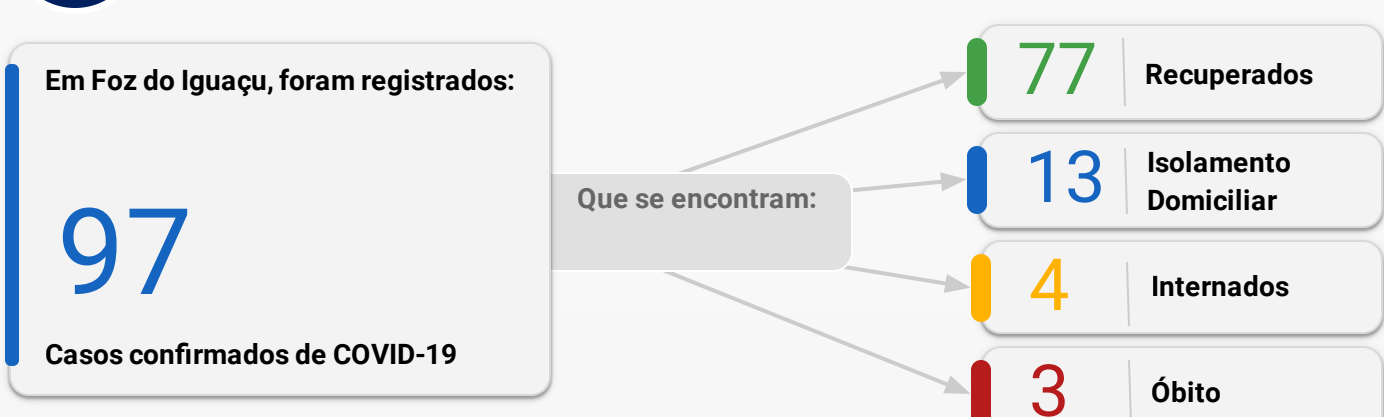 Em Foz do Iguaçu, foram registrados:
97
Casos confirmados de COVID-19
Que se encontram:
77
Recuperados
13
Isolamento
Domiciliar
4
Internados
3
Óbito